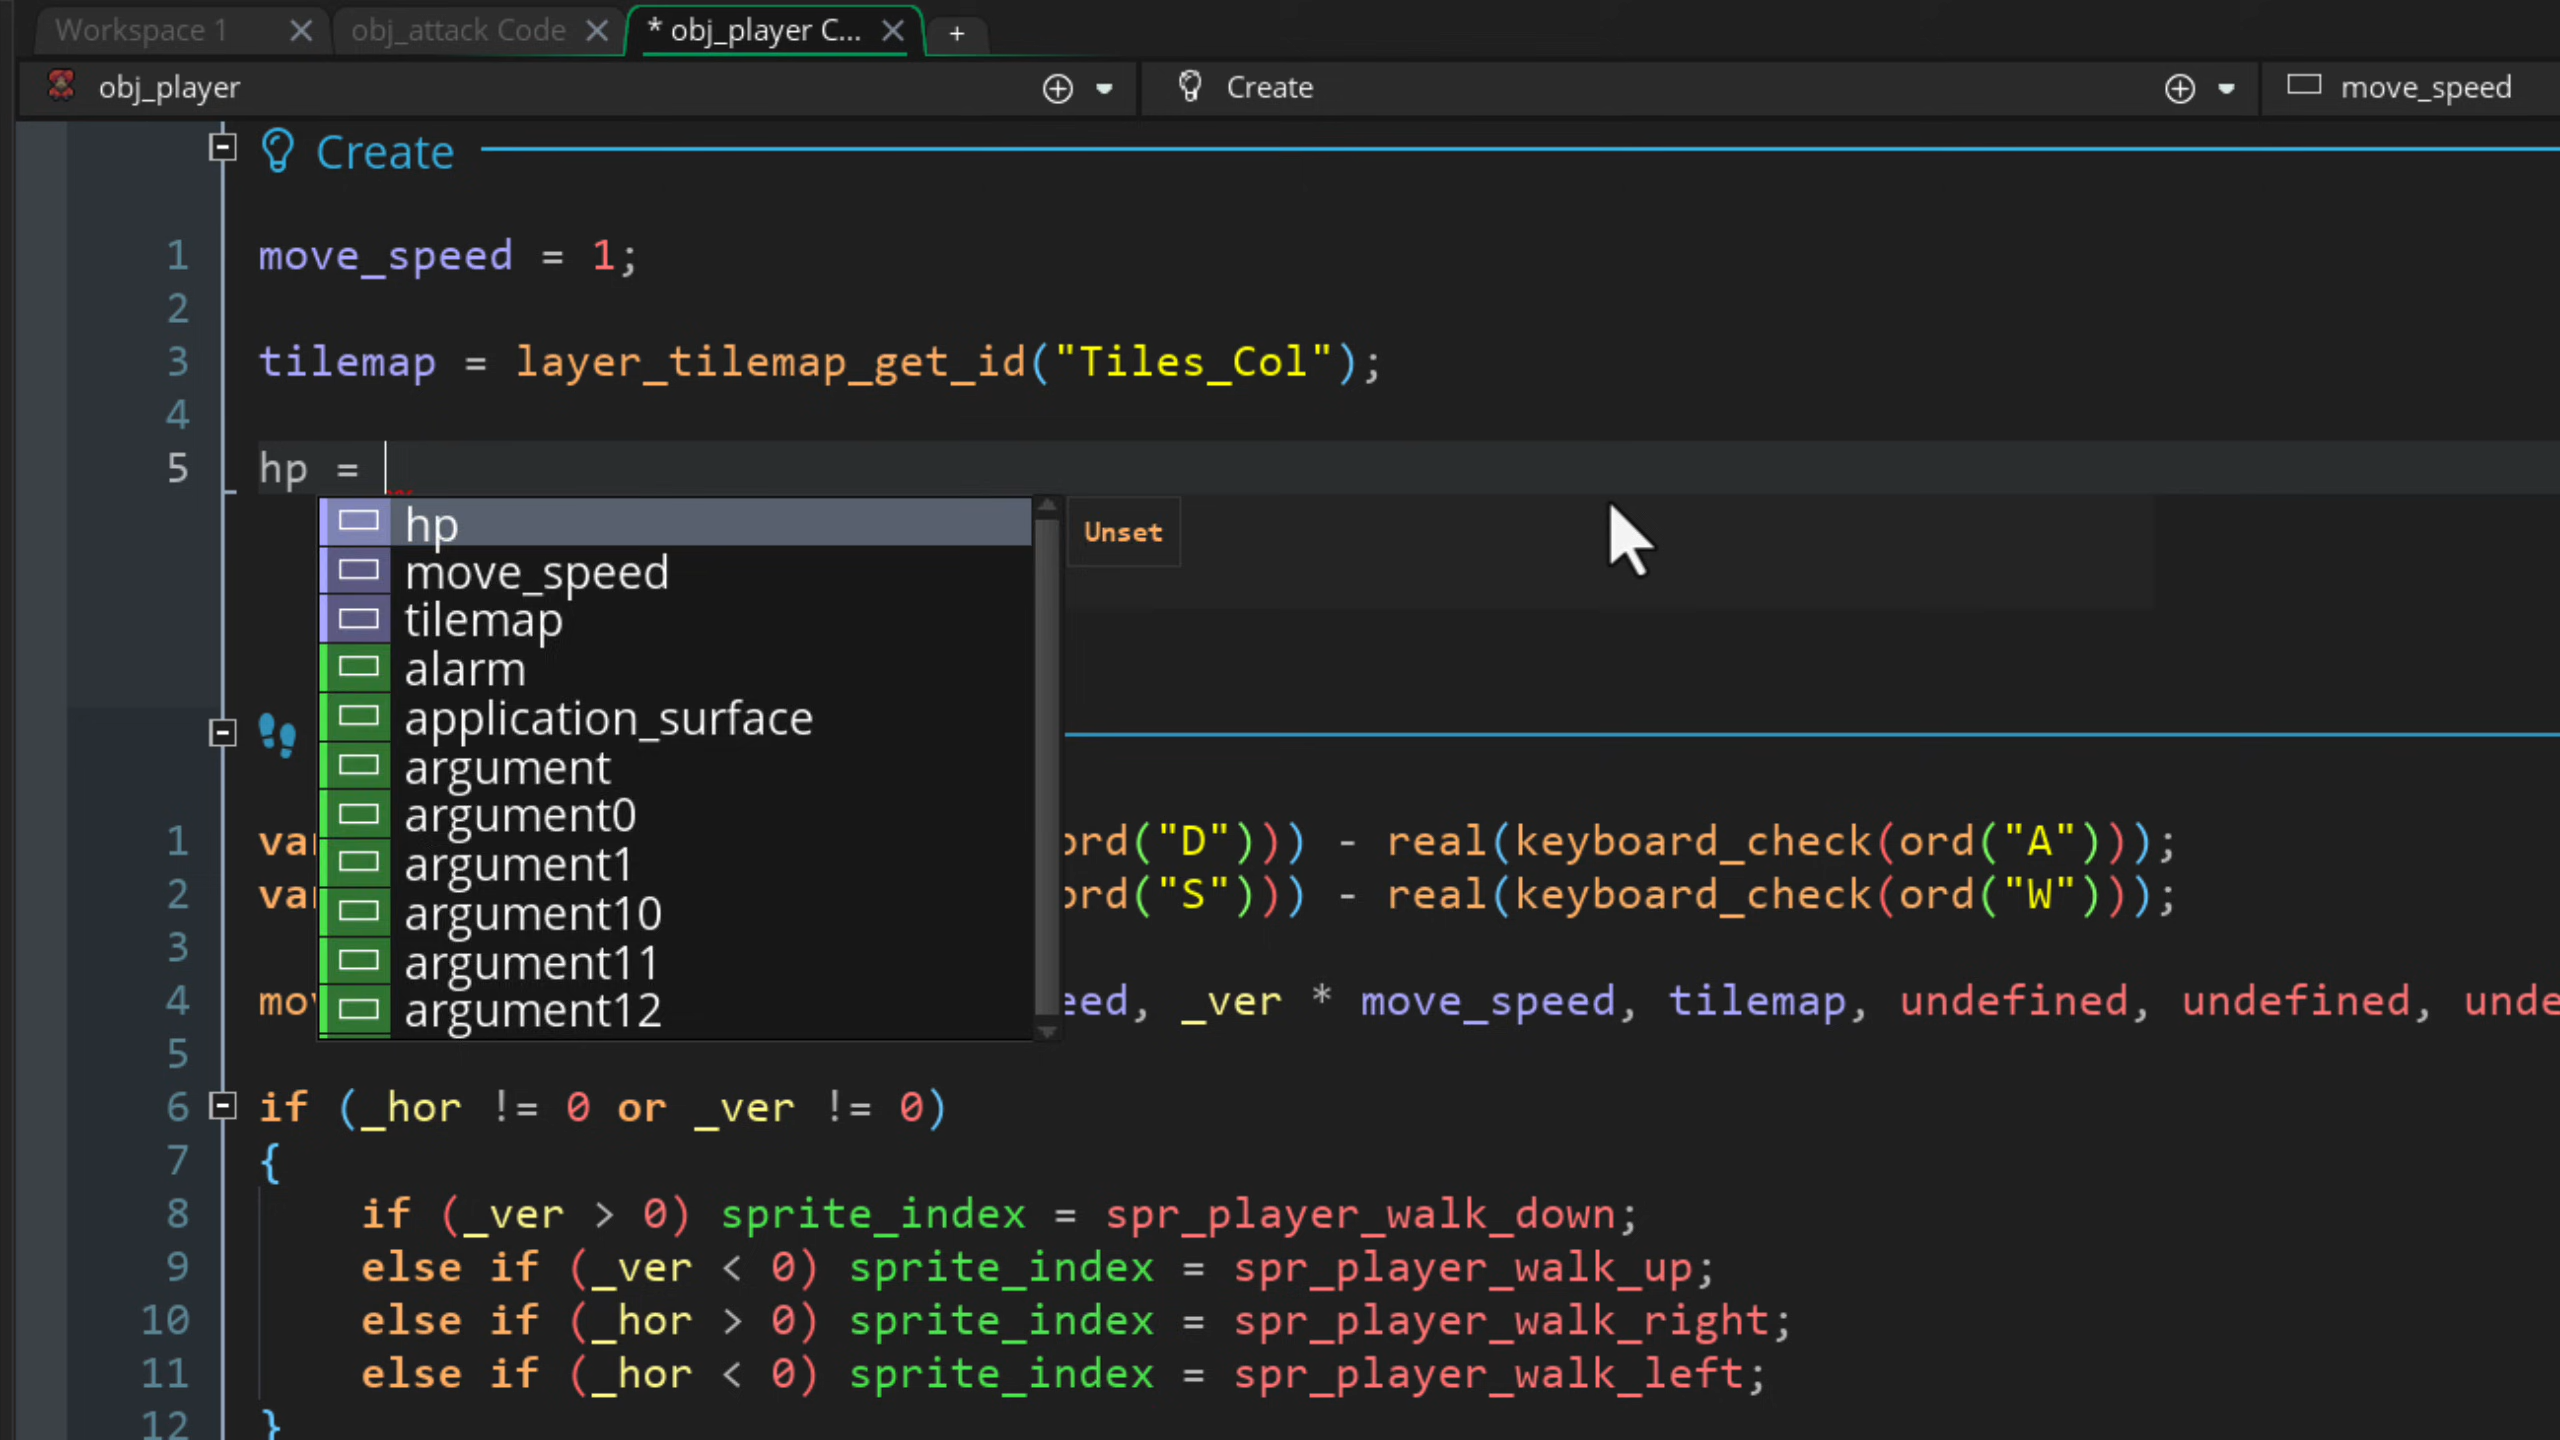 Workspace 1 obj_attack Code * obj_player C... +
obj_player Create move_speed
Create
1 move_speed = 1;
2
3 tilemap = layer_tilemap_get_id("Tiles_Col");
4
5 hp =
hp Unset
move_speed
tilemap
alarm
application_surface
argument
argument0
argument1
argument10
argument11
argument12
1 var ord("D"))) - real(keyboard_check(ord("A")));
2 var ord("S"))) - real(keyboard_check(ord("W")));
3
4 mov eed, _ver * move_speed, tilemap, undefined, undefined, unde
5
6 if (_hor != 0 or _ver != 0)
7 {
8 if (_ver > 0) sprite_index = spr_player_walk_down;
9 else if (_ver < 0) sprite_index = spr_player_walk_up;
10 else if (_hor > 0) sprite_index = spr_player_walk_right;
11 else if (_hor < 0) sprite_index = spr_player_walk_left;
12 }